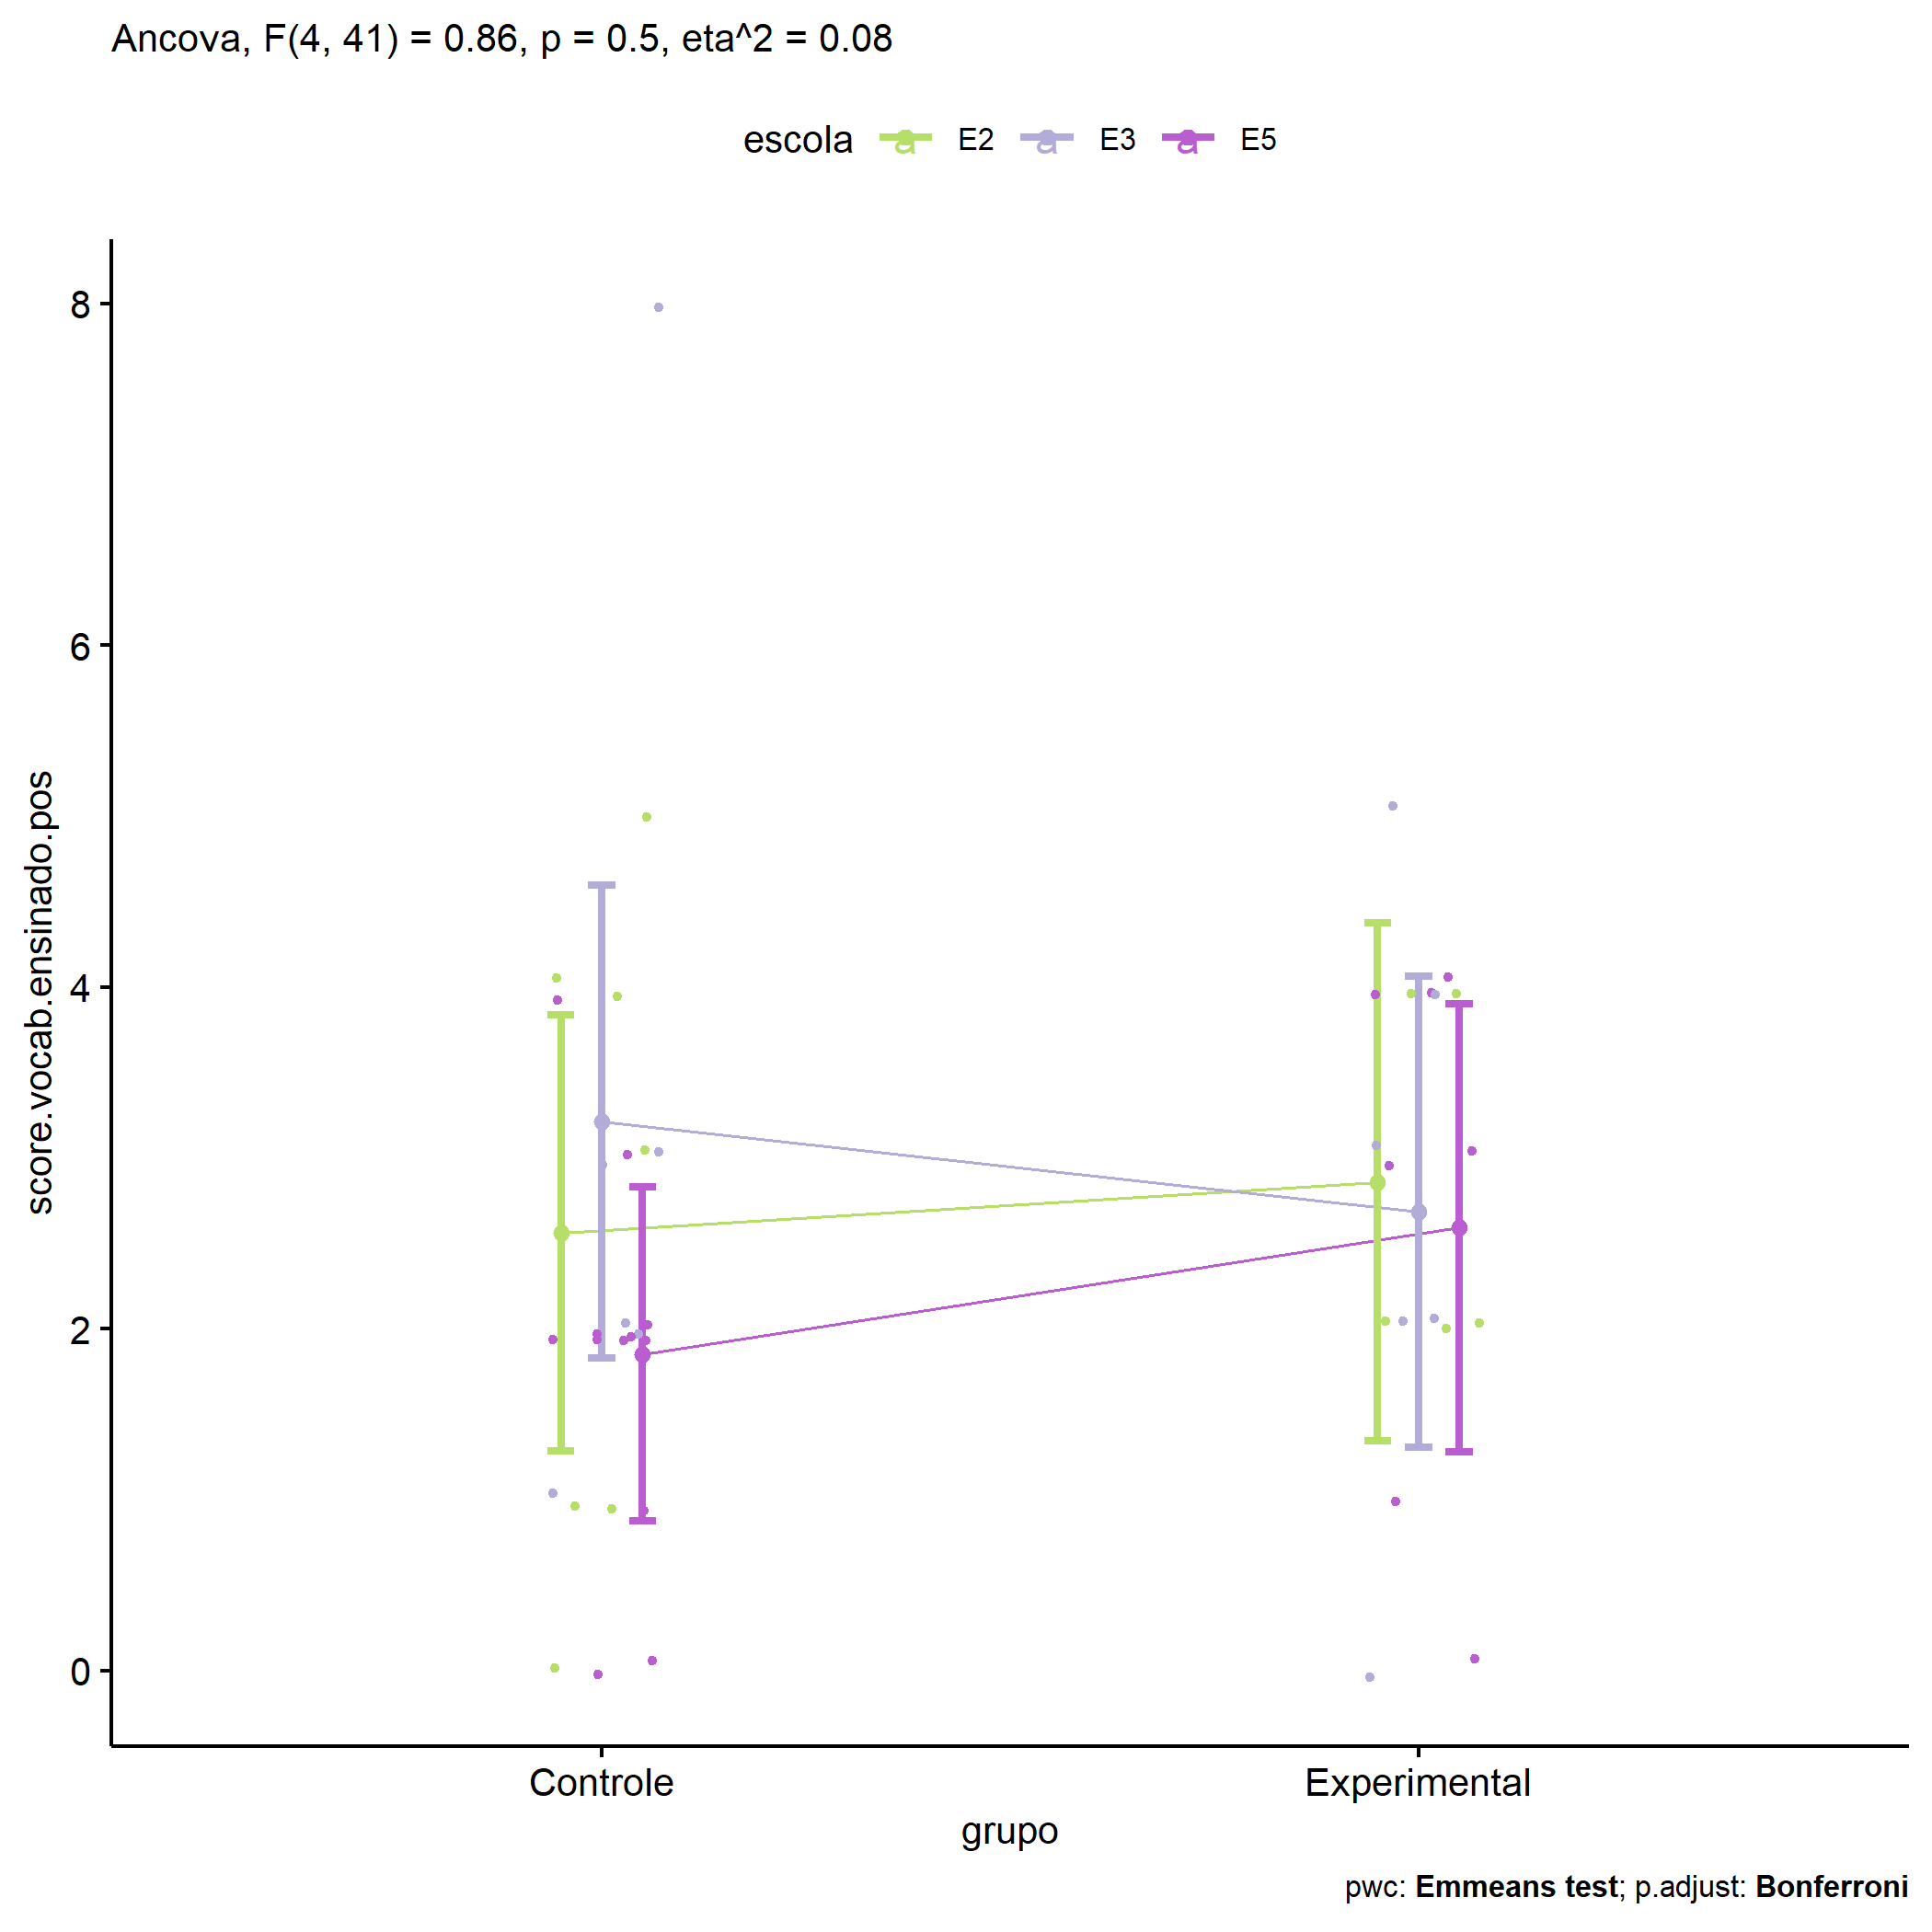 Ancova, F(4, 41) = 0.86, p = 0.5, eta^2 = 0.08
escola a E2 a E3 a E5
8
6
4
2
0
score.vocab.ensinado.pos
Controle Experimental
grupo
pwc: Emmeans test; p.adjust: Bonferroni